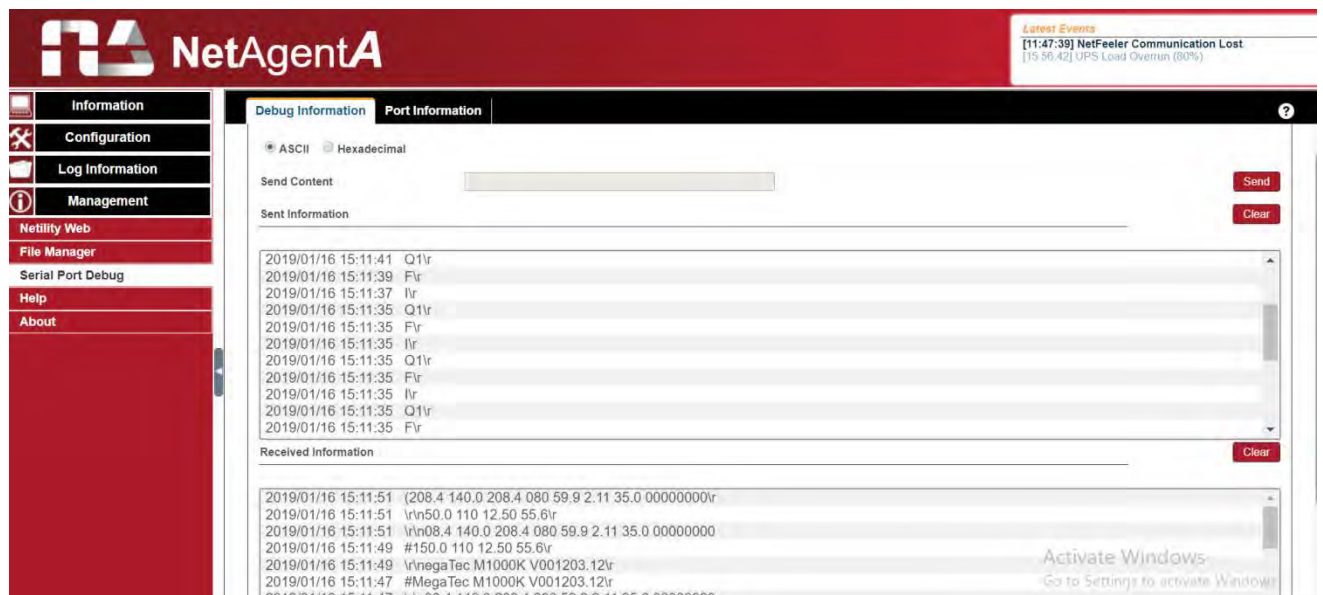 NetAgentA
Latest Events
[11:47:39] NetFeeler Communication Lost
[15:56:42] UPS Load Overrun (80%)
Information
Configuration
Log Information
Management
Netility Web
File Manager
Serial Port Debug
Help
About
Debug Information Port Information
?
ASCII Hexadecimal
Send Content
Send
Sent Information
Clear
2019/01/16 15:11:41 Q1\r
2019/01/16 15:11:39 F\r
2019/01/16 15:11:37 I\r
2019/01/16 15:11:35 Q1\r
2019/01/16 15:11:35 F\r
2019/01/16 15:11:35 I\r
2019/01/16 15:11:35 Q1\r
2019/01/16 15:11:35 F\r
2019/01/16 15:11:35 I\r
2019/01/16 15:11:35 Q1\r
2019/01/16 15:11:35 F\r
Received Information
Clear
2019/01/16 15:11:51 (208.4 140.0 208.4 080 59.9 2.11 35.0 00000000\r
2019/01/16 15:11:51 \r\n50.0 110 12.50 55.6\r
2019/01/16 15:11:51 \r\n08.4 140.0 208.4 080 59.9 2.11 35.0 00000000
2019/01/16 15:11:49 #150.0 110 12.50 55.6\r
2019/01/16 15:11:49 \r\negaTec M1000K V001203.12\r
2019/01/16 15:11:47 #MegaTec M1000K V001203.12\r
Activate Windows
Go to Settings to activate Windows